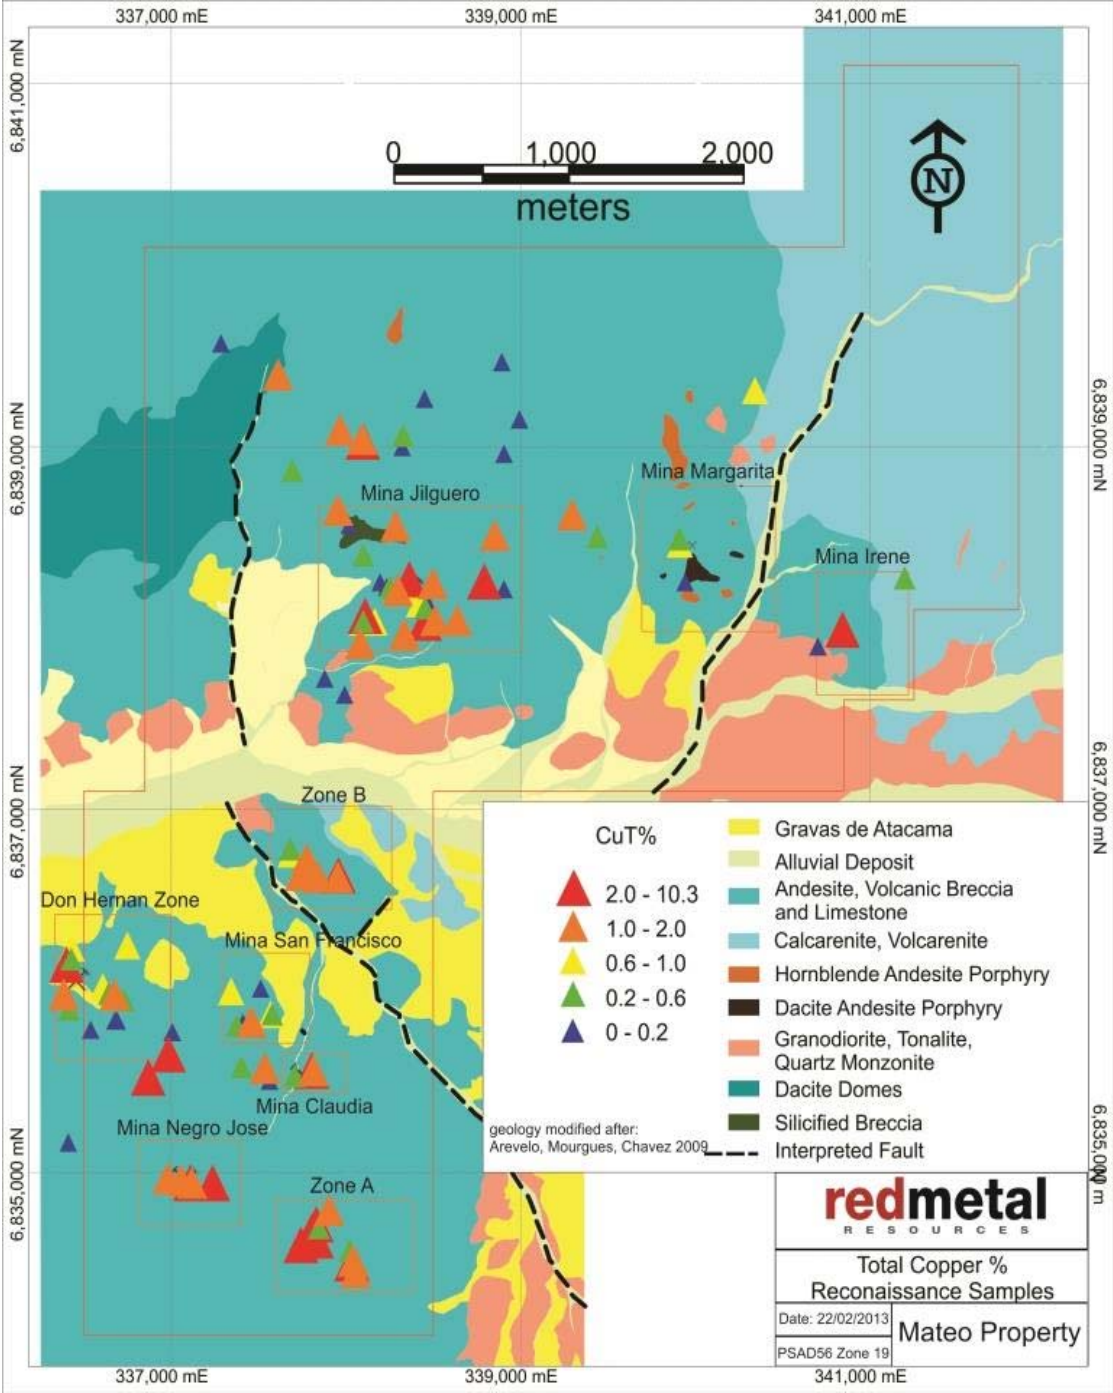 337,000 mE
339,000 mE
341,000 mE
6,841,000 mN
0 1,000 2,000
meters
N
6,839,000 mN
6,839,000 mN
Mina Margarita
Mina Jilguero
Mina Irene
6,837,000 mN
6,837,000 mN
Zone B
Don Hernan Zone
Mina San Francisco
Mina Claudia
Mina Negro Jose
Zone A
6,835,000 mN
6,835,000 m
CuT%
2.0 - 10.3
1.0 - 2.0
0.6 - 1.0
0.2 - 0.6
0 - 0.2
geology modified after:
Arevelo, Mourgues, Chavez 2009
Gravas de Atacama
Alluvial Deposit
Andesite, Volcanic Breccia
and Limestone
Calcarenite, Volcarenite
Hornblende Andesite Porphyry
Dacite Andesite Porphyry
Granodiorite, Tonalite,
Quartz Monzonite
Dacite Domes
Silicified Breccia
Interpreted Fault
redmetal
RESOURCES
Total Copper %
Reconaissance Samples
Date: 22/02/2013
PSAD56 Zone 19
Mateo Property
337,000 mE
339,000 mE
341,000 mE